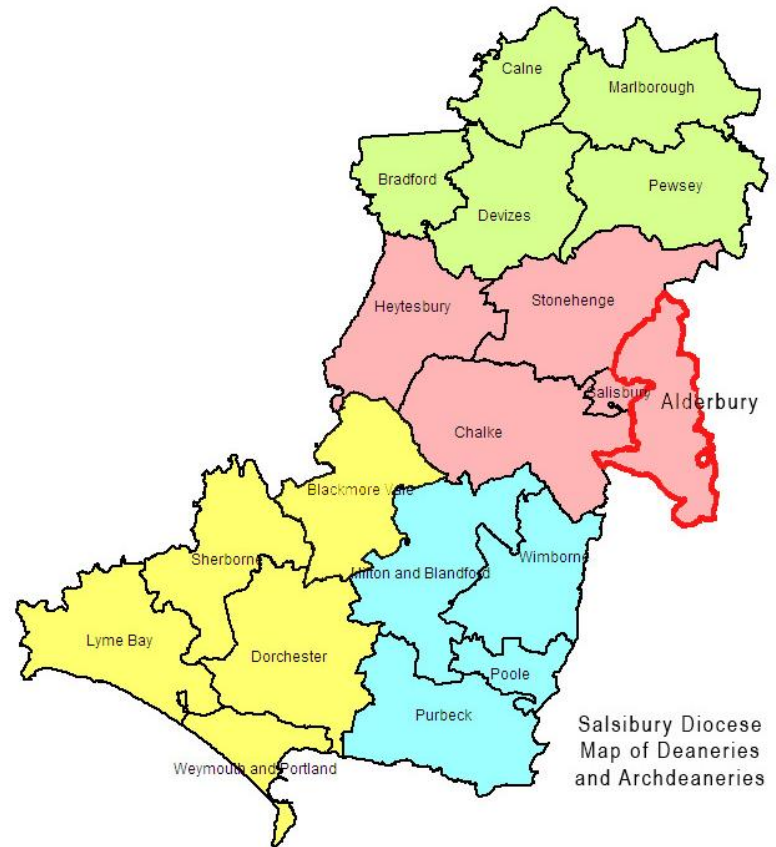 Calne
Marlborough
Bradford
Devizes
Pewsey
Heytesbury
Stonehenge
Salisbury
Alderbury
Chalke
Blackmore Vale
Sherborne
Milton and Blandford
Wimborne
Lyme Bay
Dorchester
Poole
Purbeck
Weymouth and Portland
Salsibury Diocese
Map of Deaneries
and Archdeaneries